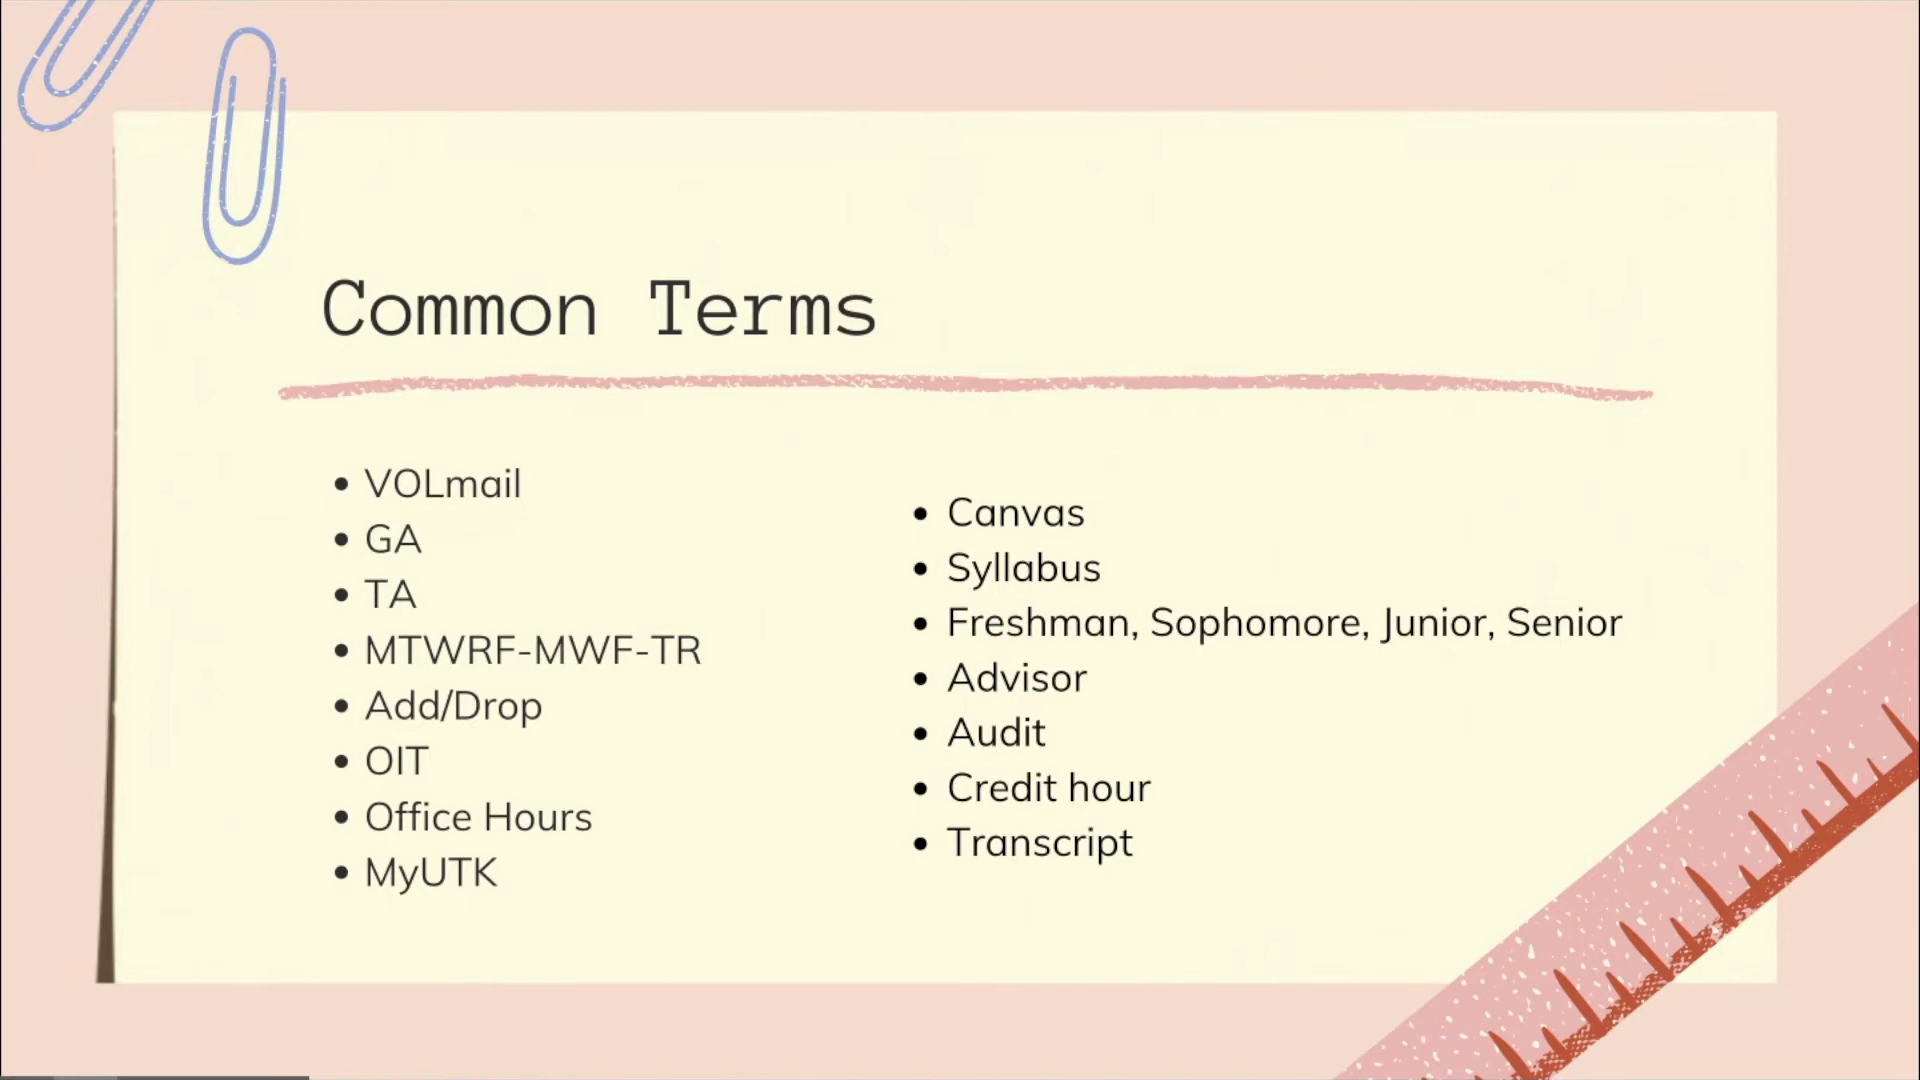 Common Terms
VOLmail
GA
TA
MTWRF-MWF-TR
Add/Drop
OIT
Office Hours
MyUTK
Canvas
Syllabus
Freshman, Sophomore, Junior, Senior
Advisor
Audit
Credit hour
Transcript